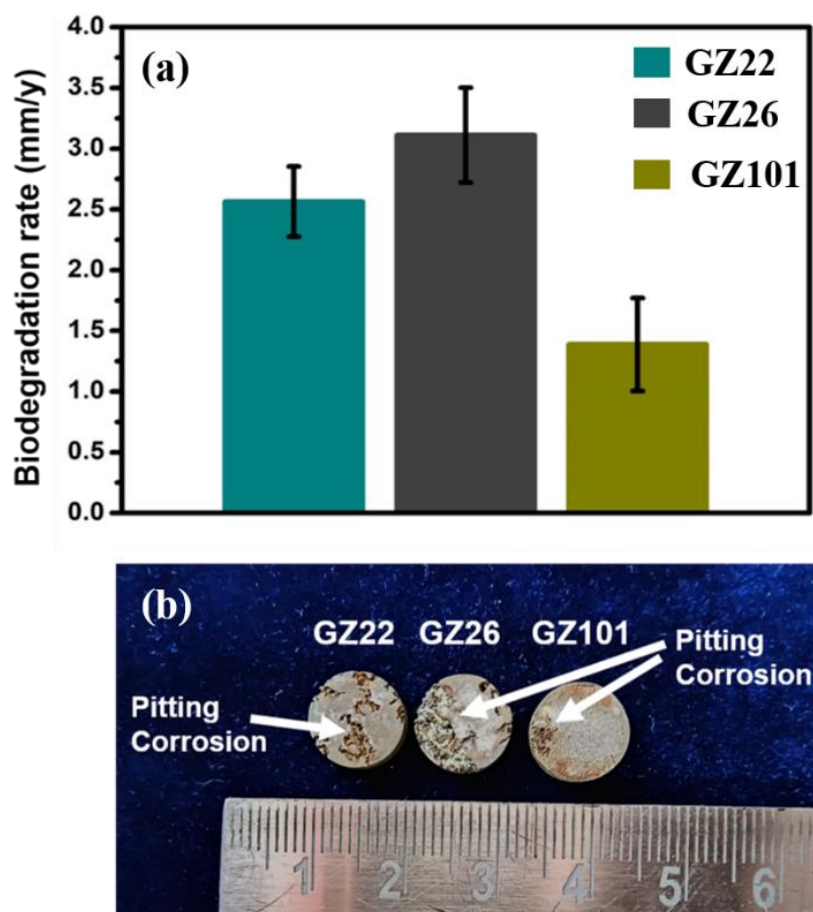 4.0
3.5
3.0
2.5
2.0
1.5
1.0
0.5
0.0
Biodegradation rate (mm/y)
(a)
GZ22
GZ26
GZ101
(b)
GZ22 GZ26 GZ101
Pitting
Corrosion
Pitting
Corrosion
1 2 3 4 5 6